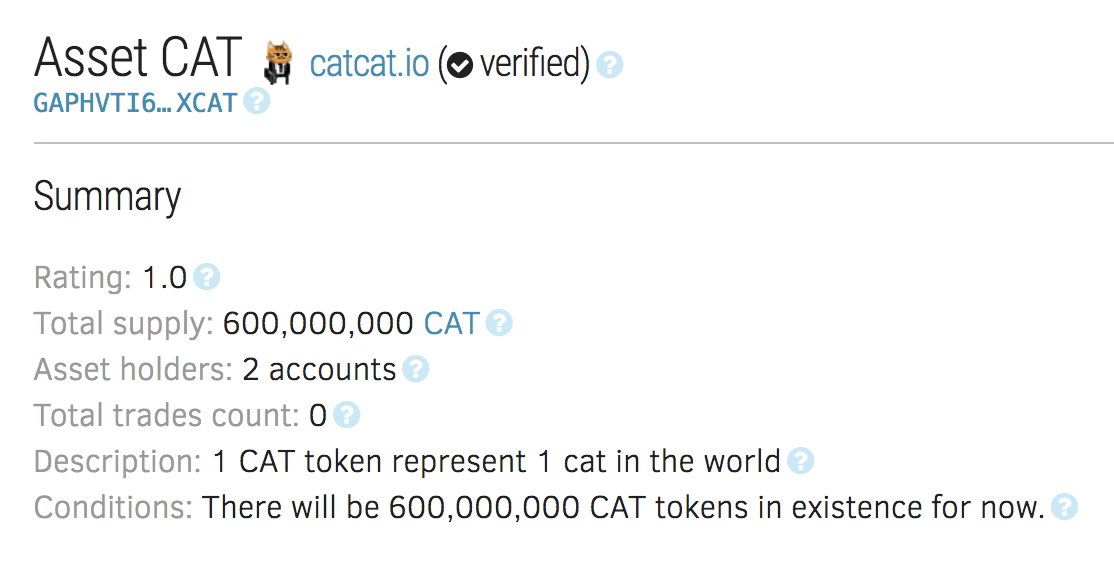 Asset CAT catcat.io (verified) ?
GAPHVTI6... XCAT ?
Summary
Rating: 1.0 ?
Total supply: 600,000,000 CAT ?
Asset holders: 2 accounts ?
Total trades count: 0 ?
Description: 1 CAT token represent 1 cat in the world ?
Conditions: There will be 600,000,000 CAT tokens in existence for now. ?